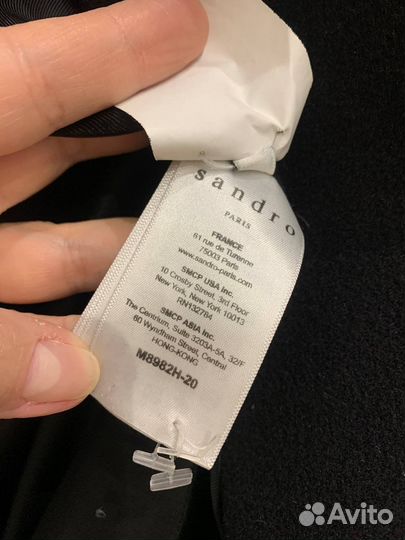 sandro
PARIS
FRANCE
61 rue de Turenne
75003 Paris
www.sandro-paris.com
SMCP USA Inc.
10 Crosby Street, 3rd Floor
New York, New York 10013
RN132784
SMCP ASIA Inc.
The Centrium, Suite 3203A-5A, 32/F
60 Wyndham Street, Central
HONG-KONG
M8982H-20
Avito